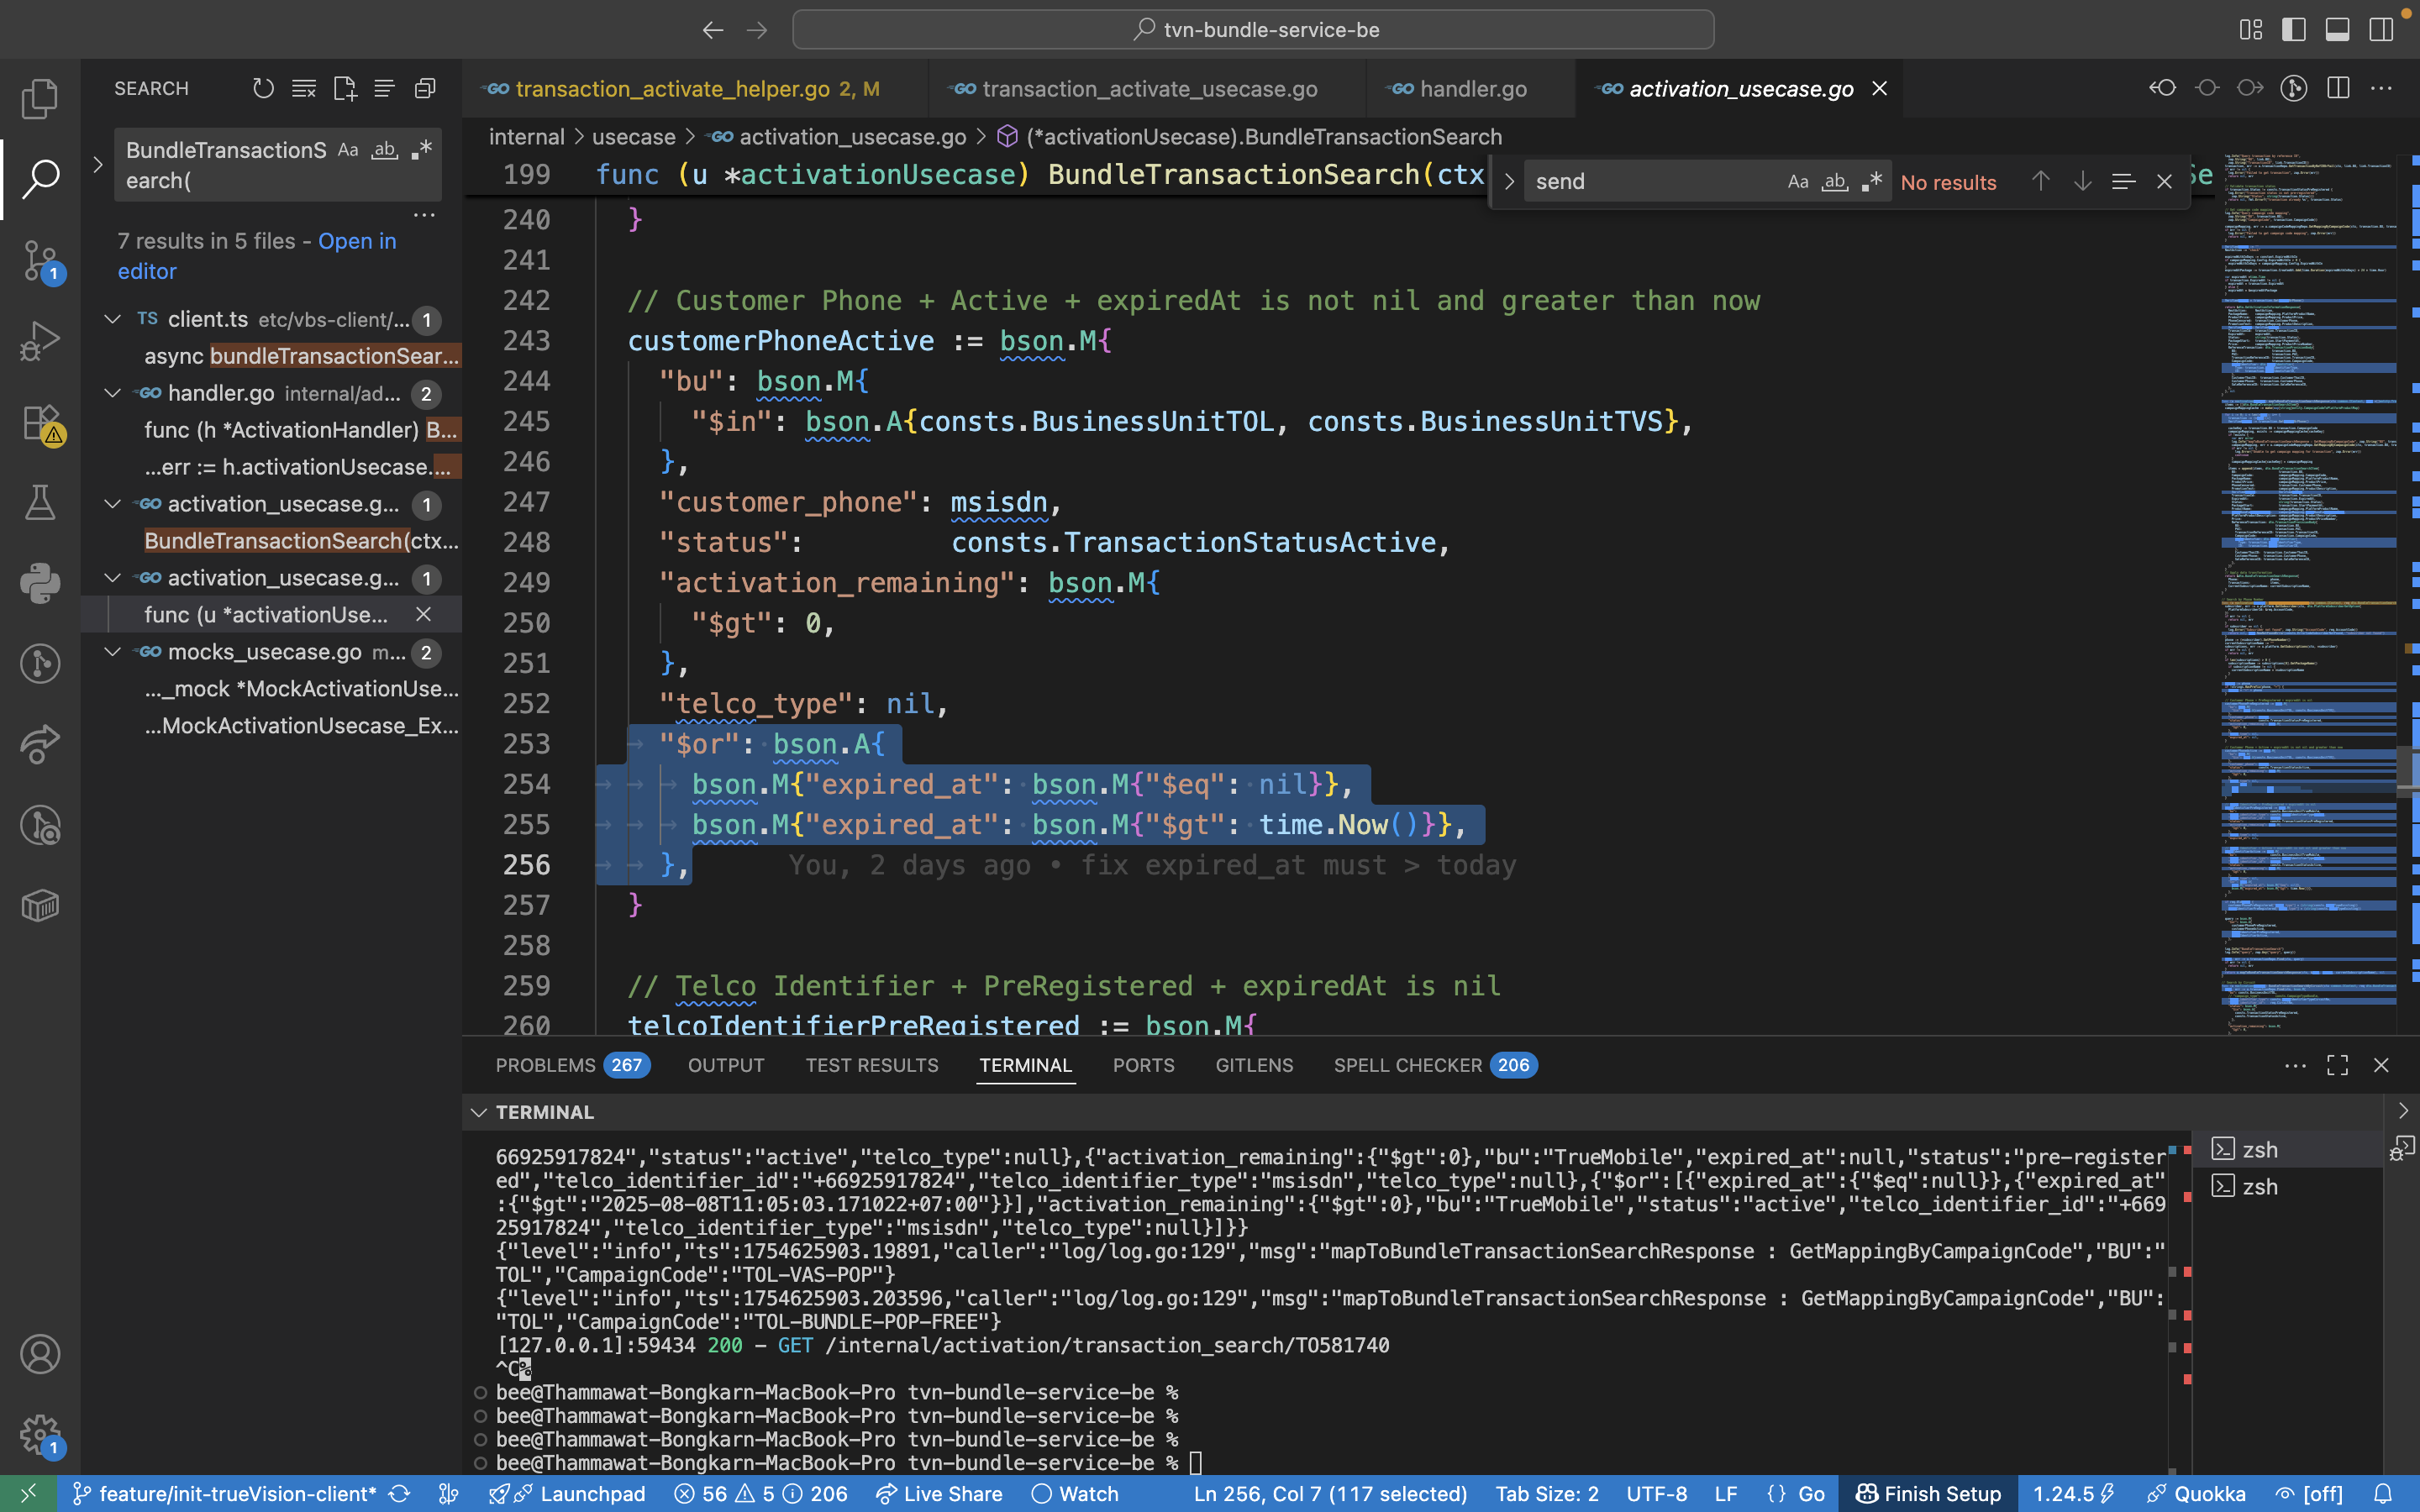 tvn-bundle-service-be
SEARCH
BundleTransactionS
earch(
Aa ab .*
7 results in 5 files - Open in
editor
TS client.ts etc/vbs-client/... 1
async bundleTransactionSear...
GO handler.go internal/ad... 2
func (h *ActivationHandler) B...
...err := h.activationUsecase....
GO activation_usecase.g... 1
BundleTransactionSearch(ctx...
GO activation_usecase.g... 1
func (u *activationUse...
GO mocks_usecase.go m... 2
..._mock *MockActivationUse...
...MockActivationUsecase_Ex...
1
1
GO transaction_activate_helper.go 2, M
GO transaction_activate_usecase.go
GO handler.go
GO activation_usecase.go
internal > usecase > GO activation_usecase.go > (*activationUsecase).BundleTransactionSearch
199 func (u *activationUsecase) BundleTransactionSearch(ctx
send Aa ab .* No results
240 }
241
242 // Customer Phone + Active + expiredAt is not nil and greater than now
243 customerPhoneActive := bson.M{
244 "bu": bson.M{
245 "$in": bson.A{consts.BusinessUnitTOL, consts.BusinessUnitTVS},
246 },
247 "customer_phone": msisdn,
248 "status": consts.TransactionStatusActive,
249 "activation_remaining": bson.M{
250 "$gt": 0,
251 },
252 "telco_type": nil,
253 "$or": bson.A{
254 bson.M{"expired_at": bson.M{"$eq": nil}},
255 bson.M{"expired_at": bson.M{"$gt": time.Now()}},
256 }, You, 2 days ago • fix expired_at must > today
257 }
258
259 // Telco Identifier + PreRegistered + expiredAt is nil
260 telcoIdentifierPreRegistered := bson.M{
PROBLEMS 267 OUTPUT TEST RESULTS TERMINAL PORTS GITLENS SPELL CHECKER 206
TERMINAL
66925917824","status":"active","telco_type":null},{"activation_remaining":{"$gt":0},"bu":"TrueMobile","expired_at":null,"status":"pre-register
ed","telco_identifier_id":"+66925917824","telco_identifier_type":"msisdn","telco_type":null},{"$or":[{"expired_at":{"$eq":null}},{"expired_at"
:{"$gt":"2025-08-08T11:05:03.171022+07:00"}}],"activation_remaining":{"$gt":0},"bu":"TrueMobile","status":"active","telco_identifier_id":"+669
25917824","telco_identifier_type":"msisdn","telco_type":null}]}}
{"level":"info","ts":1754625903.19891,"caller":"log/log.go:129","msg":"mapToBundleTransactionSearchResponse : GetMappingByCampaignCode","BU":"
TOL","CampaignCode":"TOL-VAS-POP"}
{"level":"info","ts":1754625903.203596,"caller":"log/log.go:129","msg":"mapToBundleTransactionSearchResponse : GetMappingByCampaignCode","BU":
"TOL","CampaignCode":"TOL-BUNDLE-POP-FREE"}
[127.0.0.1]:59434 200 - GET /internal/activation/transaction_search/TO581740
^C%
bee@Thammawat-Bongkarn-MacBook-Pro tvn-bundle-service-be %
bee@Thammawat-Bongkarn-MacBook-Pro tvn-bundle-service-be %
bee@Thammawat-Bongkarn-MacBook-Pro tvn-bundle-service-be %
bee@Thammawat-Bongkarn-MacBook-Pro tvn-bundle-service-be %
zsh
zsh
feature/init-trueVision-client* Launchpad 56 5 206 Live Share Watch Ln 256, Col 7 (117 selected) Tab Size: 2 UTF-8 LF {} Go Finish Setup 1.24.5 Quokka [off]